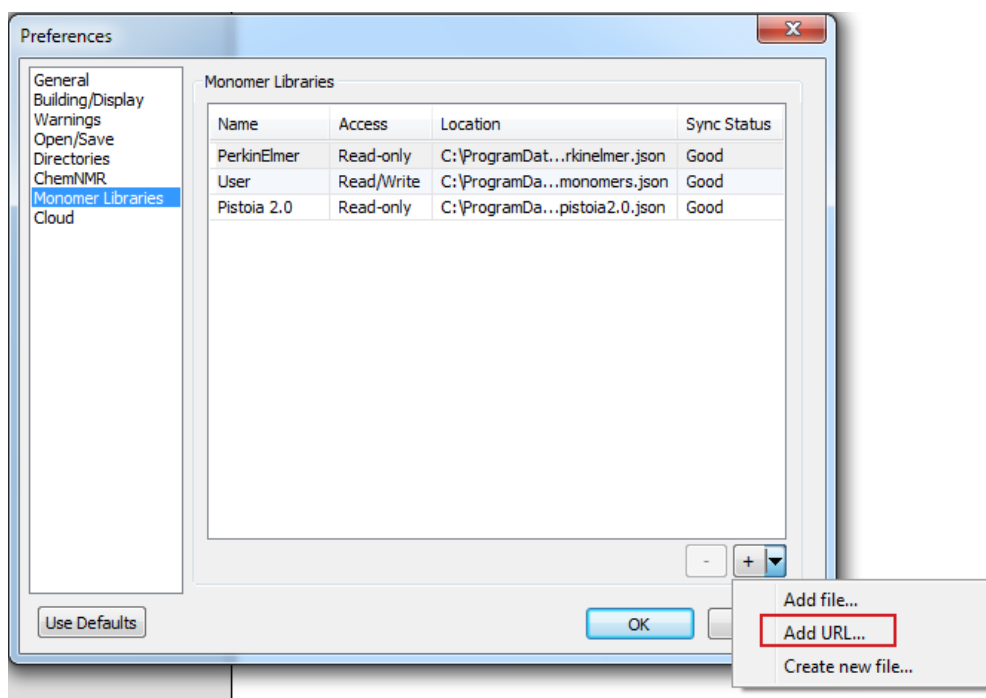 Preferences
x
General
Building/Display
Warnings
Open/Save
Directories
ChemNMR
Monomer Libraries
Cloud
Monomer Libraries
Name Access Location Sync Status
PerkinElmer Read-only C:\ProgramDat...rkinelmer.json Good
User Read/Write C:\ProgramDa...monomers.json Good
Pistoia 2.0 Read-only C:\ProgramDa...pistoia2.0.json Good
- +
Use Defaults
OK
Add file...
Add URL...
Create new file...